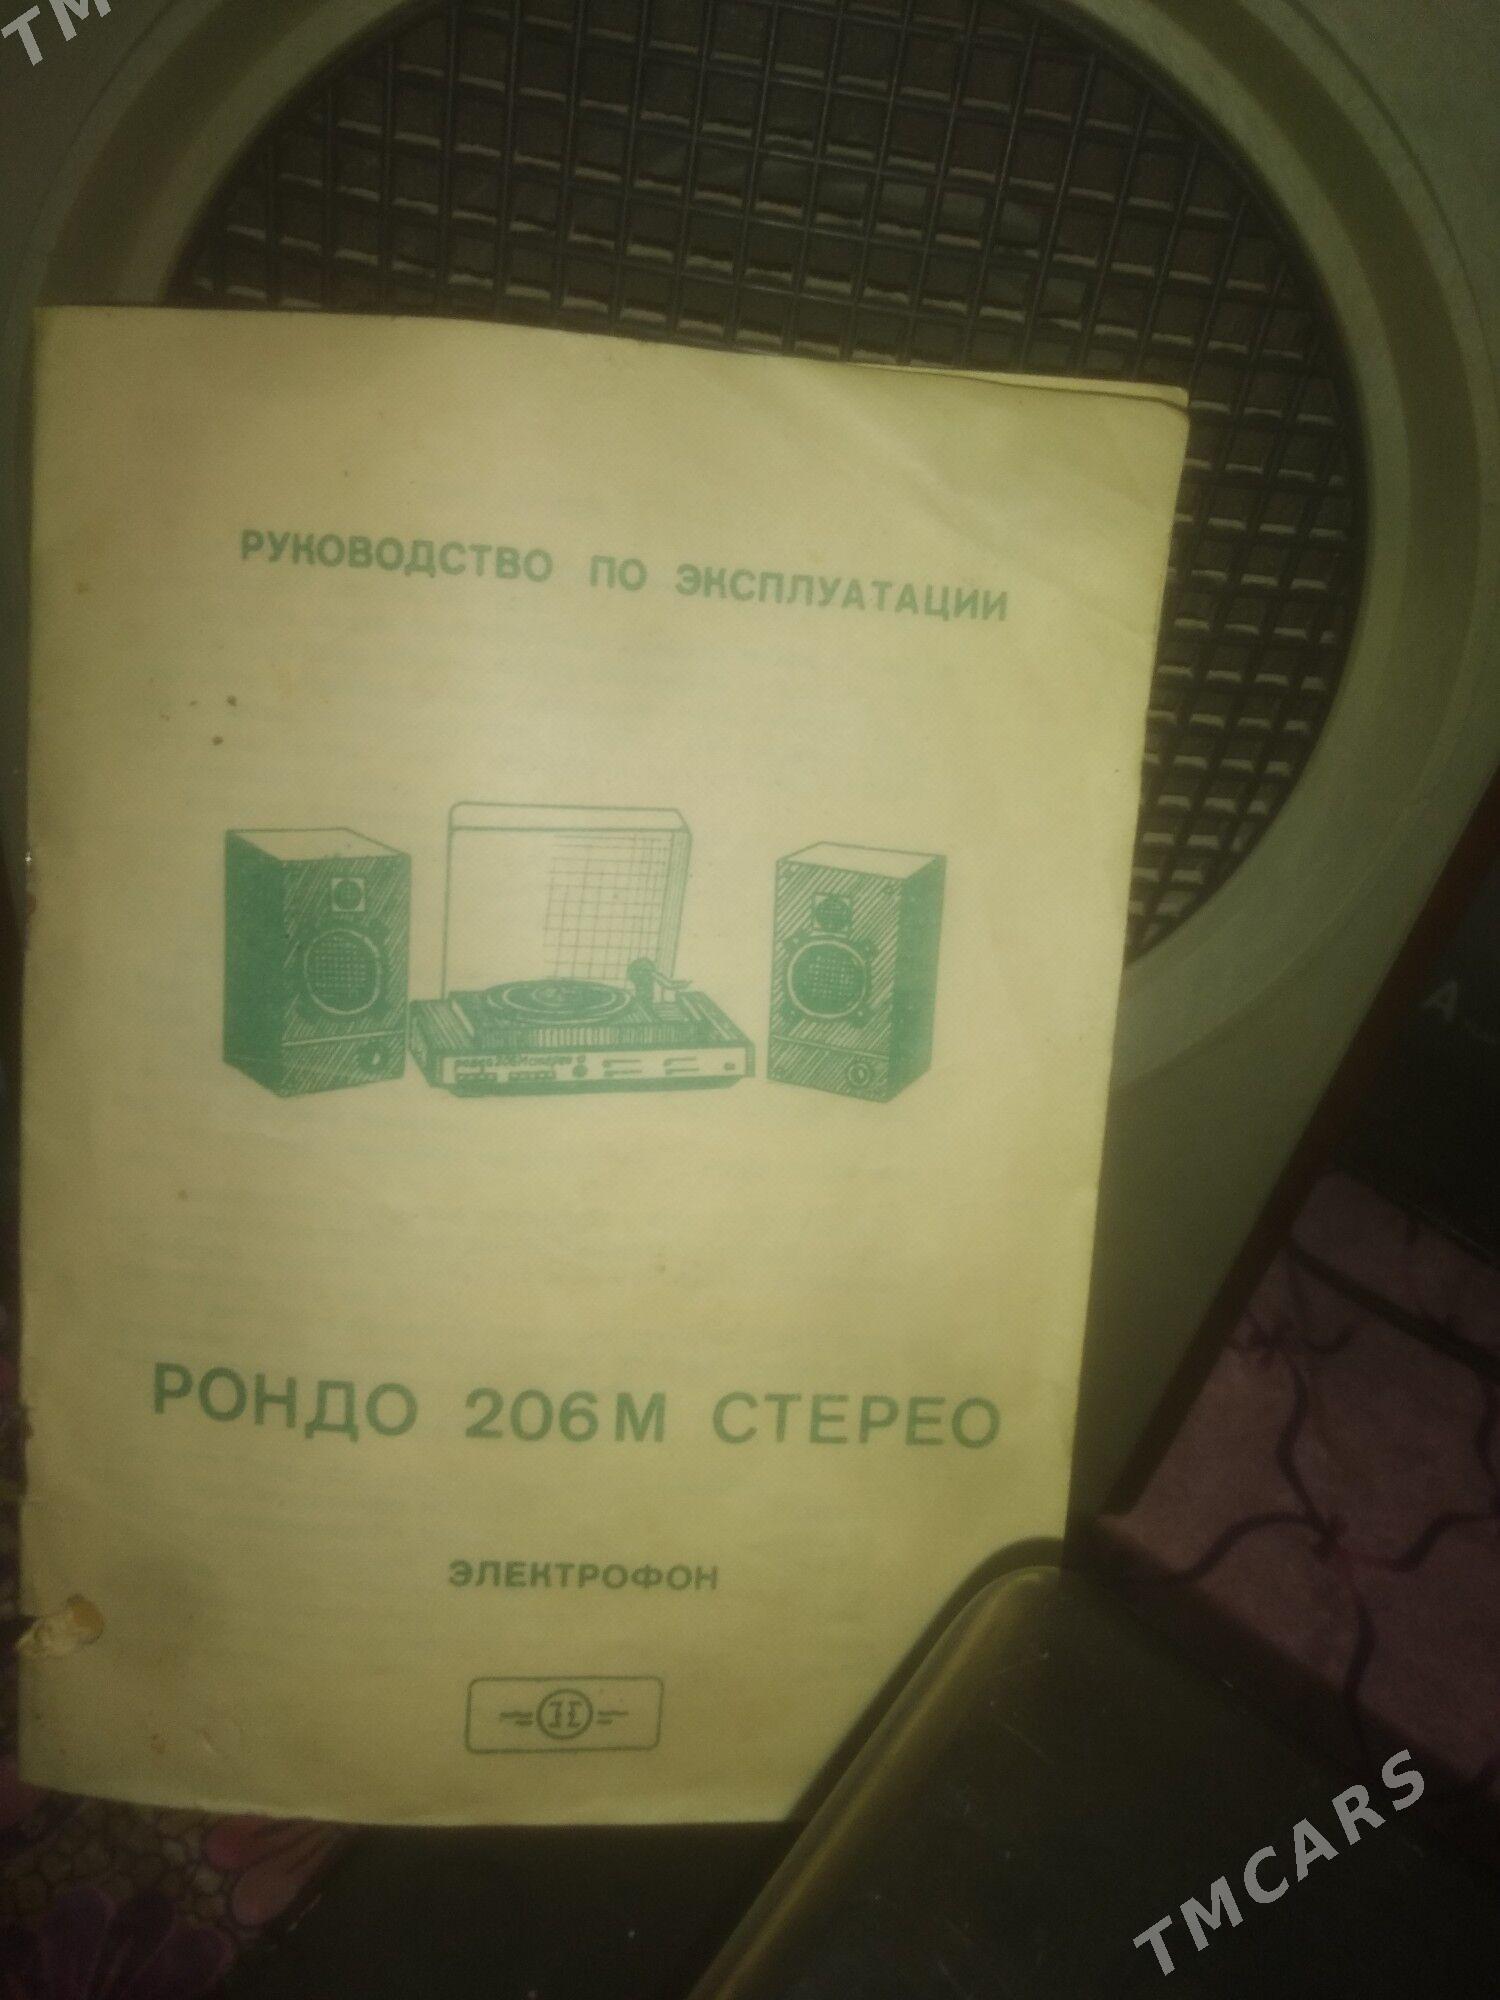 TM
РУКОВОДСТВО ПО ЭКСПЛУАТАЦИИ
РОНДО 206М СТЕРЕО
ЭЛЕКТРОФОН
TMCARS